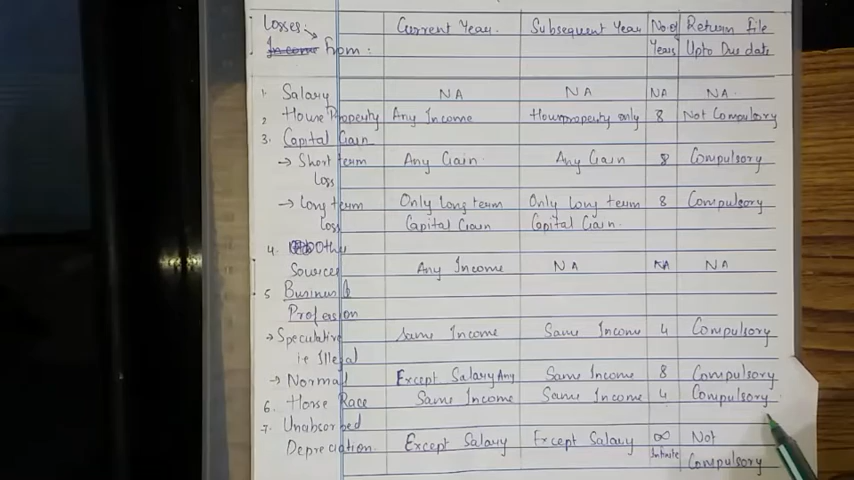 Losses Current Year. Subsequent Year No of Return File
From: Years Upto Due date
1. Salary NA NA NA NA.
2 House Property Any Income House property only 8 Not Compulsory
3. Capital Gain
→ Short term Any Gain Any Gain 8 Compulsory
Loss
→ Long term Only Long term Only Long term 8 Compulsory
loss Capital Gain Capital Gain.
4. Other
Sources Any Income NA NA NA
5 Business &
Profession
→ Speculative Same Income Same Income 4 Compulsory
ie Illegal
→ Normal Except Salary Any Same Income 8 Compulsory
6. Horse Race Same Income Same Income 4 Compulsory
7. Unabsorbed
Depreciation. Except Salary Except Salary ∞ Not
Infinite Compulsory